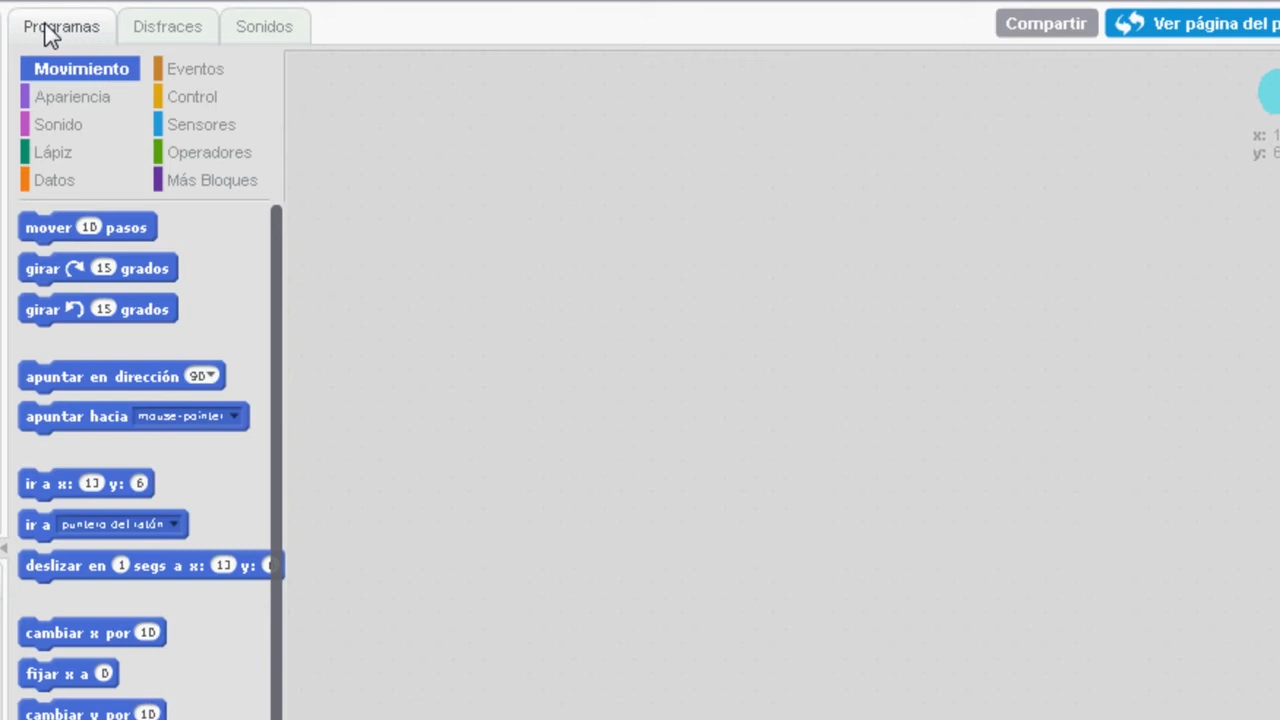 Programas Disfraces Sonidos Compartir Ver página del p
Movimiento Eventos
Apariencia Control
Sonido Sensores
Lápiz Operadores
Datos Más Bloques
x: 1
y: 6
mover 10 pasos
girar 15 grados
girar 15 grados
apuntar en dirección 90
apuntar hacia mouse-pointer
ir a x: 13 y: 6
ir a puntero del ratón
deslizar en 1 segs a x: 13 y:
cambiar x por 10
fijar x a 0
cambiar y por 10